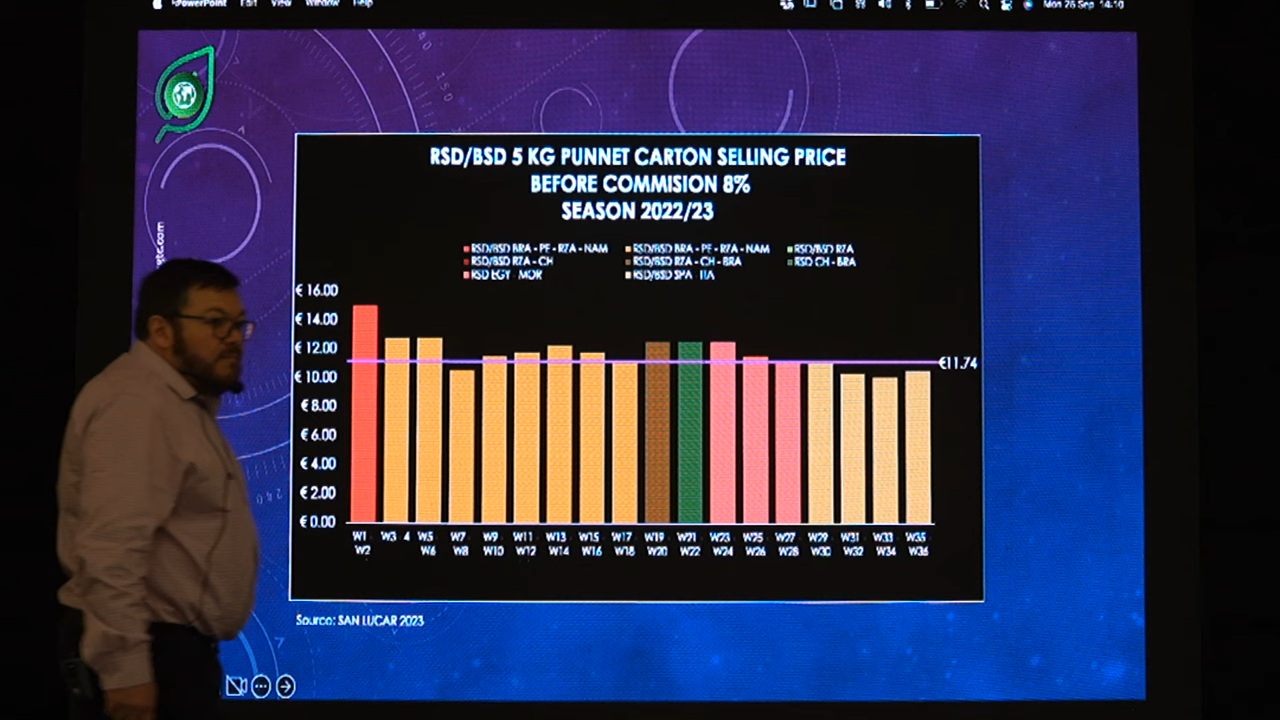 PowerPoint Edit View Window Help
Mon 25 Sep 14:10
gtc.com
150
240
RSD/BSD 5 KG PUNNET CARTON SELLING PRICE
BEFORE COMMISION 8%
SEASON 2022/23
RSD/BSD BRA - PE - RZA - NAM RSD/BSD BRA - PE - RZA - NAM RSD/BSD RZA
RSD/BSD RZA - CH RSD/BSD RZA - CH - BRA RSD CH - BRA
RSD EGY - MOR RSD/BSD SPA - ITA
€ 16.00
€ 14.00
€ 12.00
€ 10.00
€ 8.00
€ 6.00
€ 4.00
€ 2.00
€ 0.00
€11.74
W1 W3 4 W5 W7 W9 W11 W13 W15 W17 W19 W21 W23 W25 W27 W29 W31 W33 W35
W2 W6 W8 W10 W12 W14 W16 W18 W20 W22 W24 W26 W28 W30 W32 W34 W36
Source: SAN LUCAR 2023